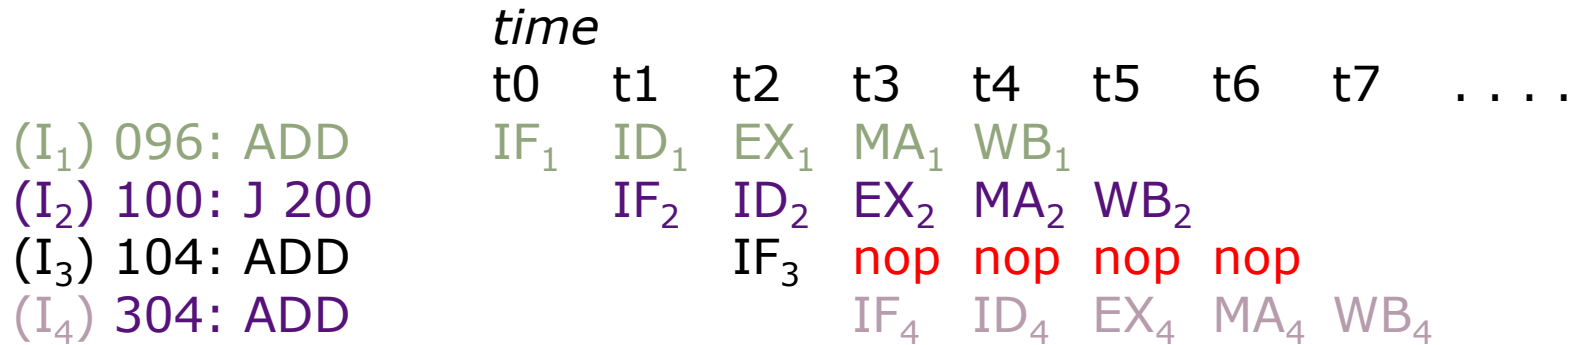 time
t0 t1 t2 t3 t4 t5 t6 t7 . . . .
(I₁) 096: ADD IF₁ ID₁ EX₁ MA₁ WB₁
(I₂) 100: J 200 IF₂ ID₂ EX₂ MA₂ WB₂
(I₃) 104: ADD IF₃ nop nop nop nop
(I₄) 304: ADD IF₄ ID₄ EX₄ MA₄ WB₄